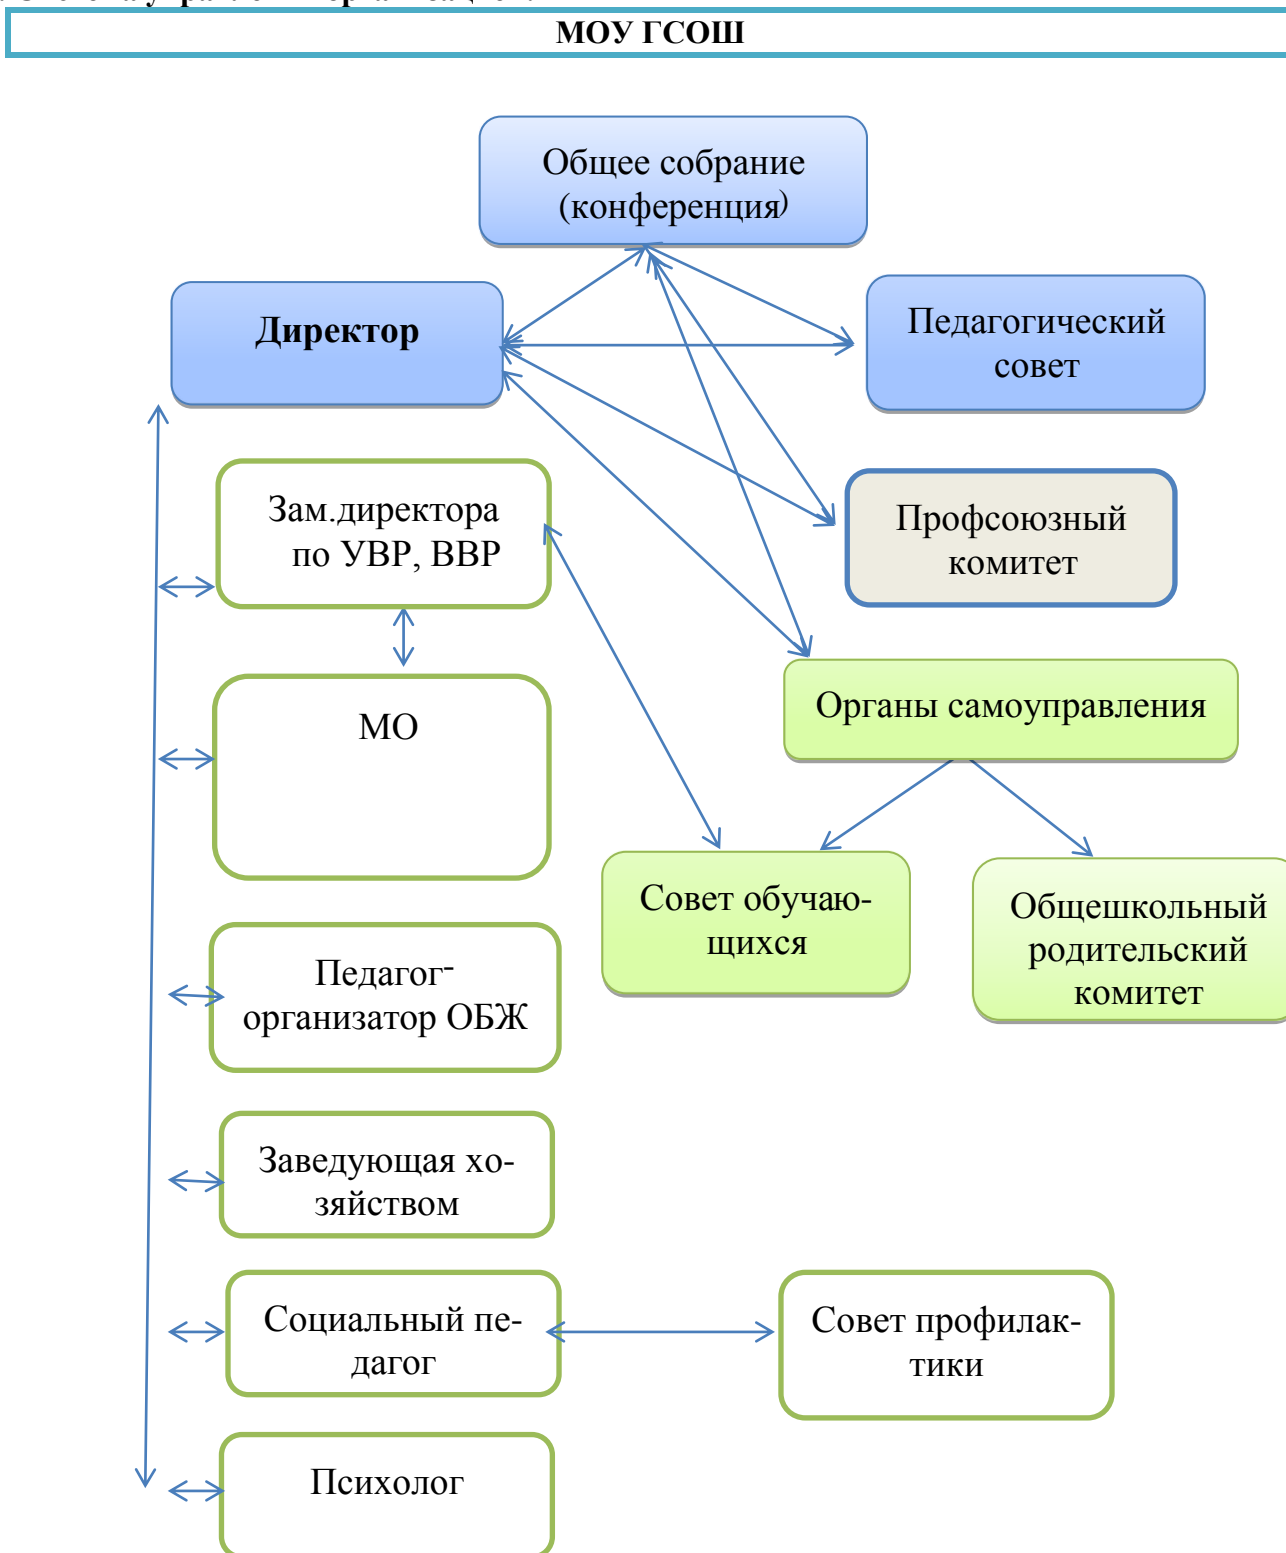 МОУ ГСОШ
Общее собрание
(конференция)
Директор
Педагогический
совет
Зам.директора
по УВР, ВВР
Профсоюзный
комитет
МО
Органы самоуправления
Совет обучаю-
щихся
Общешкольный
родительский
комитет
Педагог-
организатор ОБЖ
Заведующая хо-
зяйством
Социальный пе-
дагог
Совет профилак-
тики
Психолог